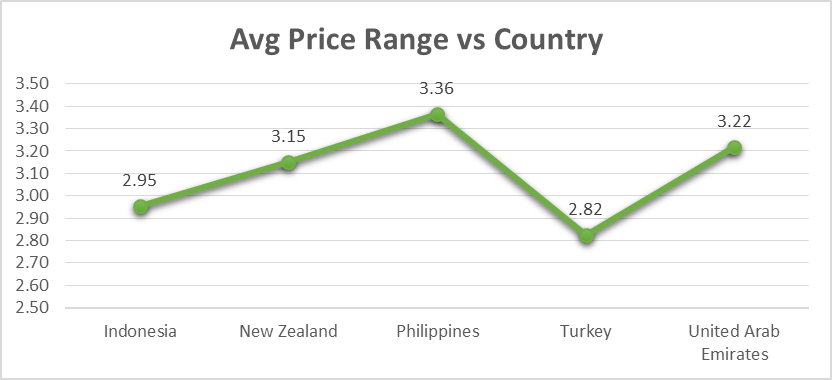 Avg Price Range vs Country
3.50
3.40
3.30
3.20
3.10
3.00
2.90
2.80
2.70
2.60
2.50
2.95
3.15
3.36
2.82
3.22
Indonesia
New Zealand
Philippines
Turkey
United Arab
Emirates